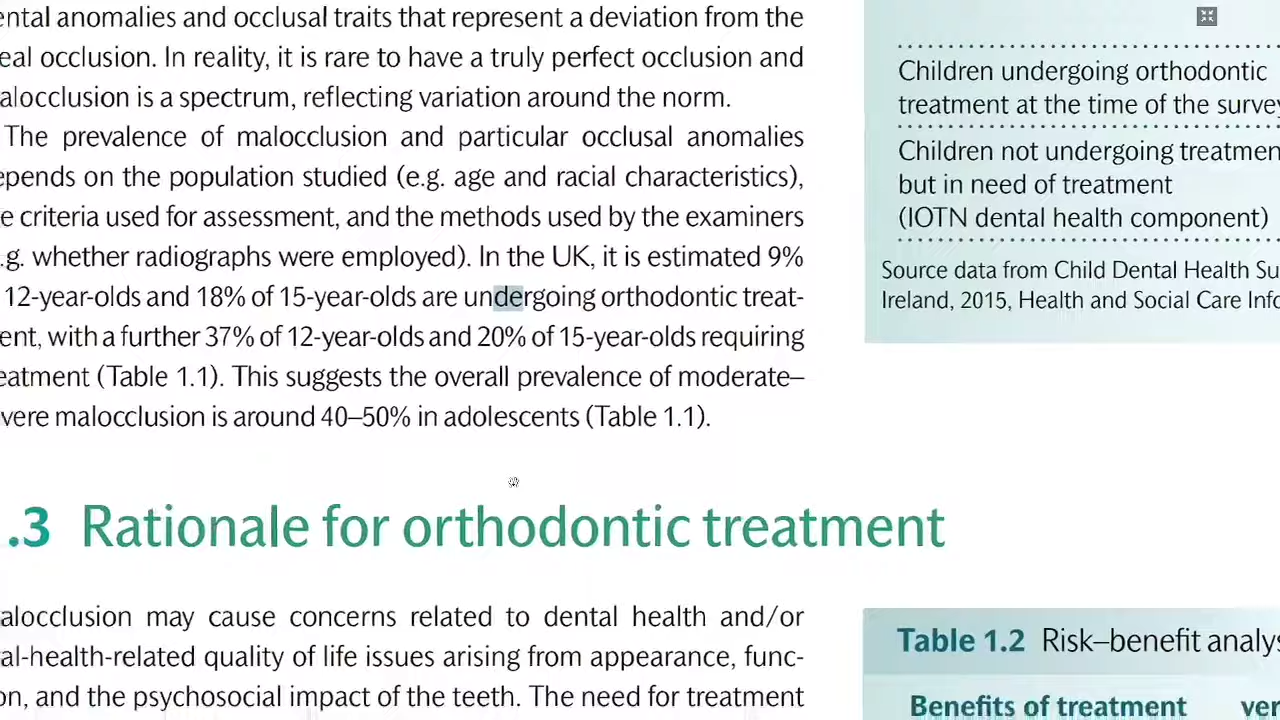 ental anomalies and occlusal traits that represent a deviation from the
eal occlusion. In reality, it is rare to have a truly perfect occlusion and
alocclusion is a spectrum, reflecting variation around the norm.
The prevalence of malocclusion and particular occlusal anomalies
epends on the population studied (e.g. age and racial characteristics),
e criteria used for assessment, and the methods used by the examiners
.g. whether radiographs were employed). In the UK, it is estimated 9%
12-year-olds and 18% of 15-year-olds are undergoing orthodontic treat-
ent, with a further 37% of 12-year-olds and 20% of 15-year-olds requiring
eatment (Table 1.1). This suggests the overall prevalence of moderate–
vere malocclusion is around 40–50% in adolescents (Table 1.1).
.3 Rationale for orthodontic treatment
alocclusion may cause concerns related to dental health and/or
al-health-related quality of life issues arising from appearance, func-
on, and the psychosocial impact of the teeth. The need for treatment
Children undergoing orthodontic
treatment at the time of the survey
Children not undergoing treatmen
but in need of treatment
(IOTN dental health component)
Source data from Child Dental Health Su
Ireland, 2015, Health and Social Care Info
Table 1.2 Risk–benefit analys
Benefits of treatment ver